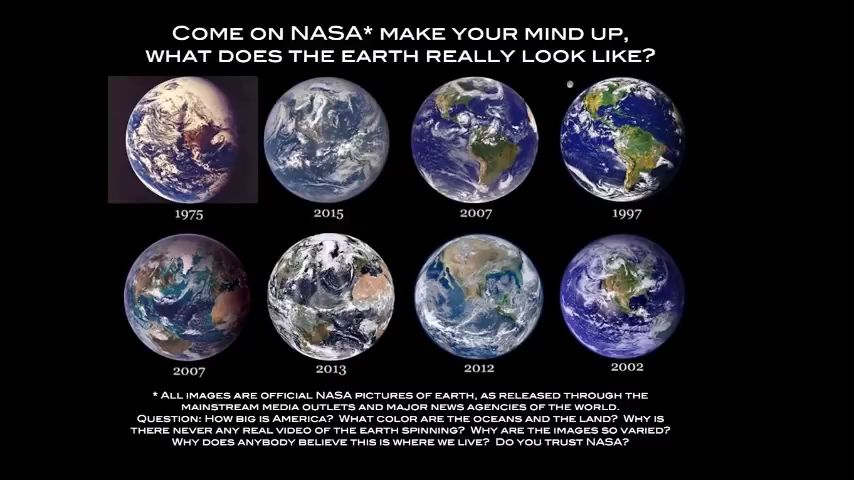 Come on NASA* make your mind up,
what does the earth really look like?
1975
2015
2007
1997
2007
2013
2012
2002
* All images are official NASA pictures of earth, as released through the
mainstream media outlets and major news agencies of the world.
Question: How big is America? What color are the oceans and the land? Why is
there never any real video of the earth spinning? Why are the images so varied?
Why does anybody believe this is where we live? Do you trust NASA?